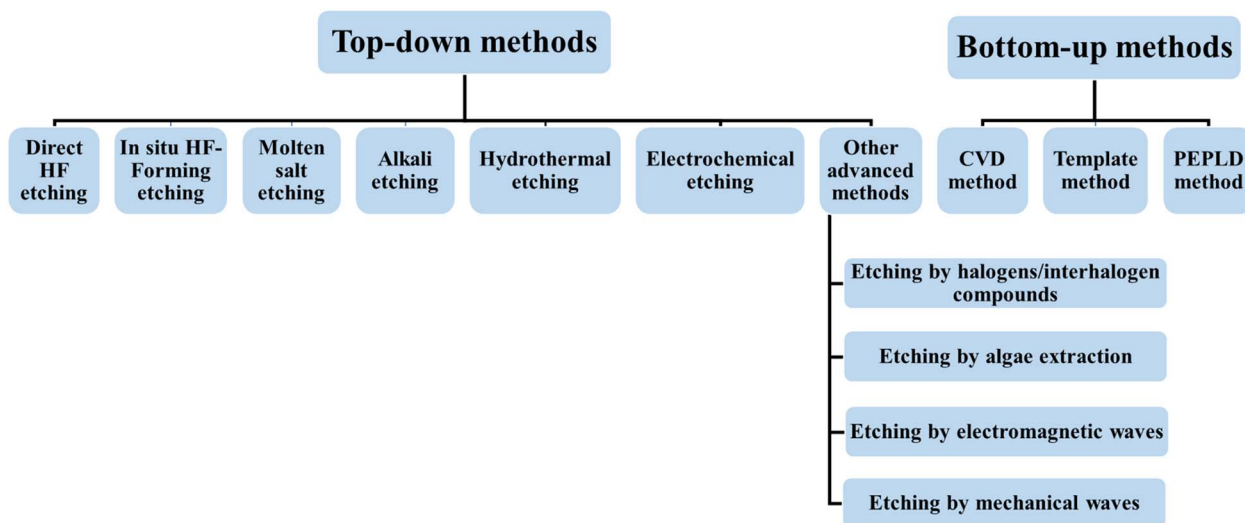 Top-down methods
Bottom-up methods
Direct
HF
etching
In situ HF-
Forming
etching
Molten
salt
etching
Alkali
etching
Hydrothermal
etching
Electrochemical
etching
Other
advanced
methods
CVD
method
Template
method
PEPLD
method
Etching by halogens/interhalogen
compounds
Etching by algae extraction
Etching by electromagnetic waves
Etching by mechanical waves